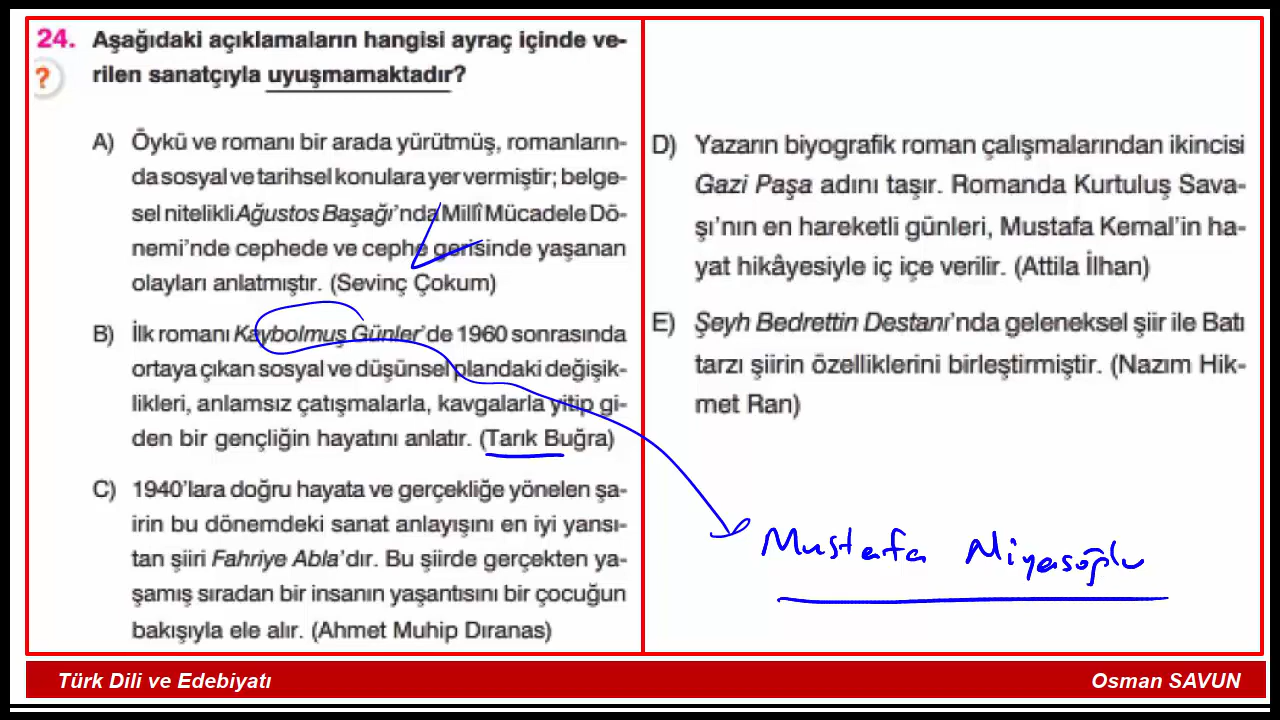 24. Aşağıdaki açıklamaların hangisi ayraç içinde ve-
rilen sanatçıyla uyuşmamaktadır?
?
A) Öykü ve romanı bir arada yürütmüş, romanların-
da sosyal ve tarihsel konulara yer vermiştir; belge-
sel nitelikli Ağustos Başağı'nda Millî Mücadele Dö-
nemi'nde cephede ve cephe gerisinde yaşanan
olayları anlatmıştır. (Sevinç Çokum)
B) İlk romanı Kaybolmuş Günler'de 1960 sonrasında
ortaya çıkan sosyal ve düşünsel plandaki değişik-
likleri, anlamsız çatışmalarla, kavgalarla yitip gi-
den bir gençliğin hayatını anlatır. (Tarık Buğra)
C) 1940'lara doğru hayata ve gerçekliğe yönelen şa-
irin bu dönemdeki sanat anlayışını en iyi yansı-
tan şiiri Fahriye Abla'dır. Bu şiirde gerçekten ya-
şamış sıradan bir insanın yaşantısını bir çocuğun
bakışıyla ele alır. (Ahmet Muhip Dıranas)
D) Yazarın biyografik roman çalışmalarından ikincisi
Gazi Paşa adını taşır. Romanda Kurtuluş Sava-
şı'nın en hareketli günleri, Mustafa Kemal'in ha-
yat hikâyesiyle iç içe verilir. (Attila İlhan)
E) Şeyh Bedrettin Destanı'nda geleneksel şiir ile Batı
tarzı şiirin özelliklerini birleştirmiştir. (Nazım Hik-
met Ran)
Mustafa Miyasoğlu
Türk Dili ve Edebiyatı
Osman SAVUN